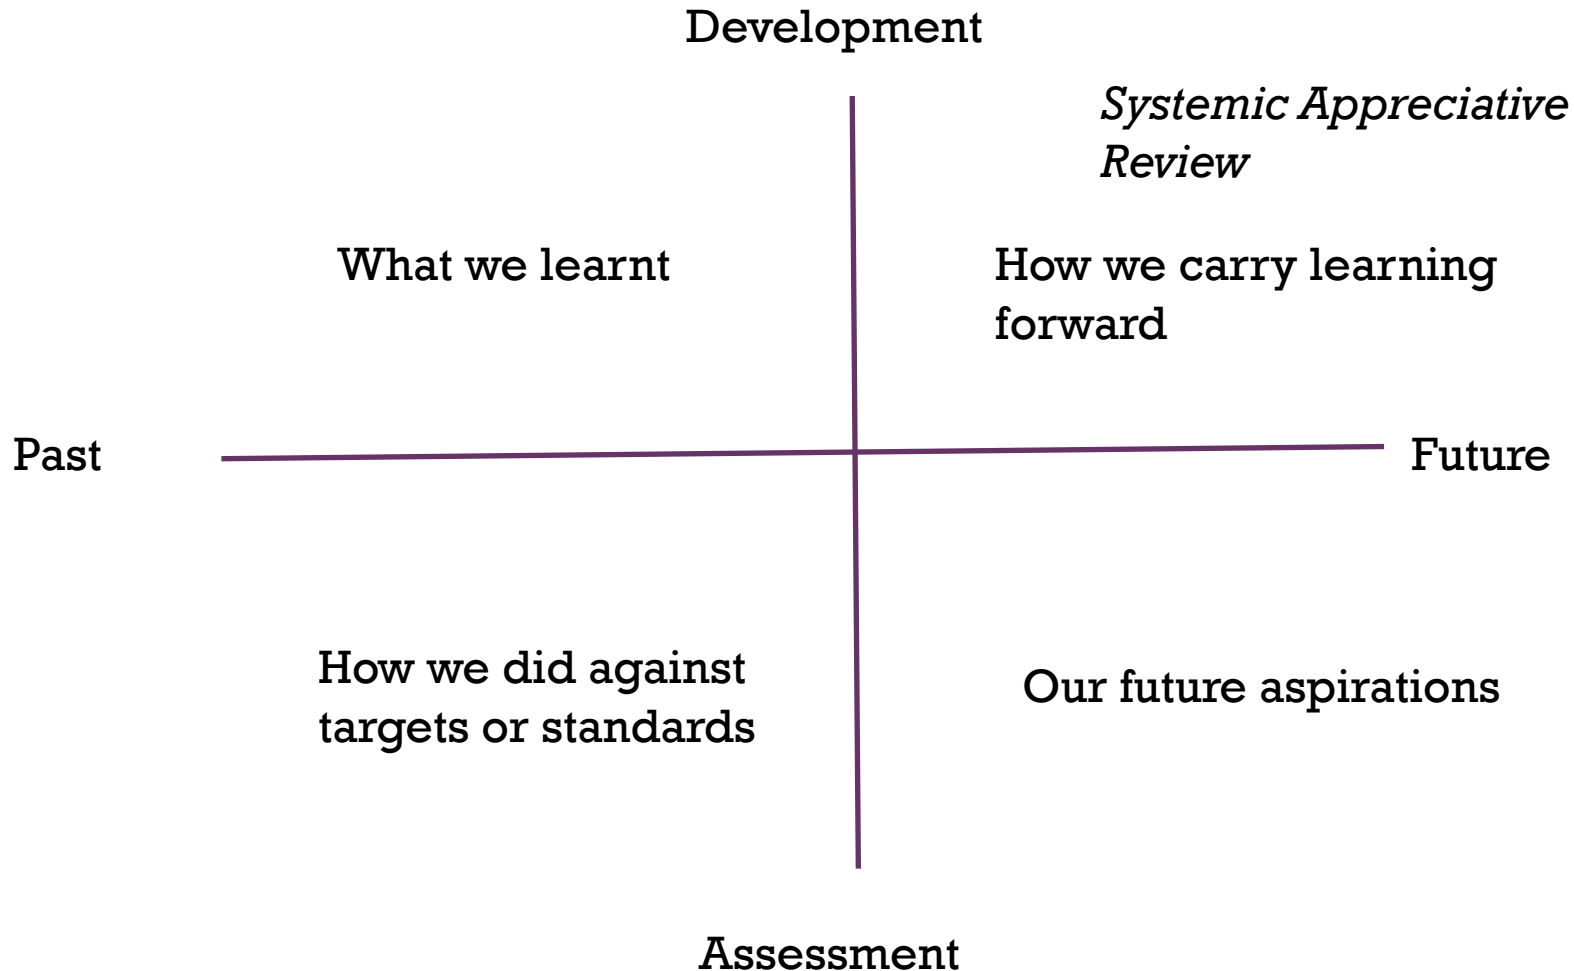 Development
Systemic Appreciative
Review
What we learnt
How we carry learning
forward
Past
Future
How we did against
targets or standards
Our future aspirations
Assessment